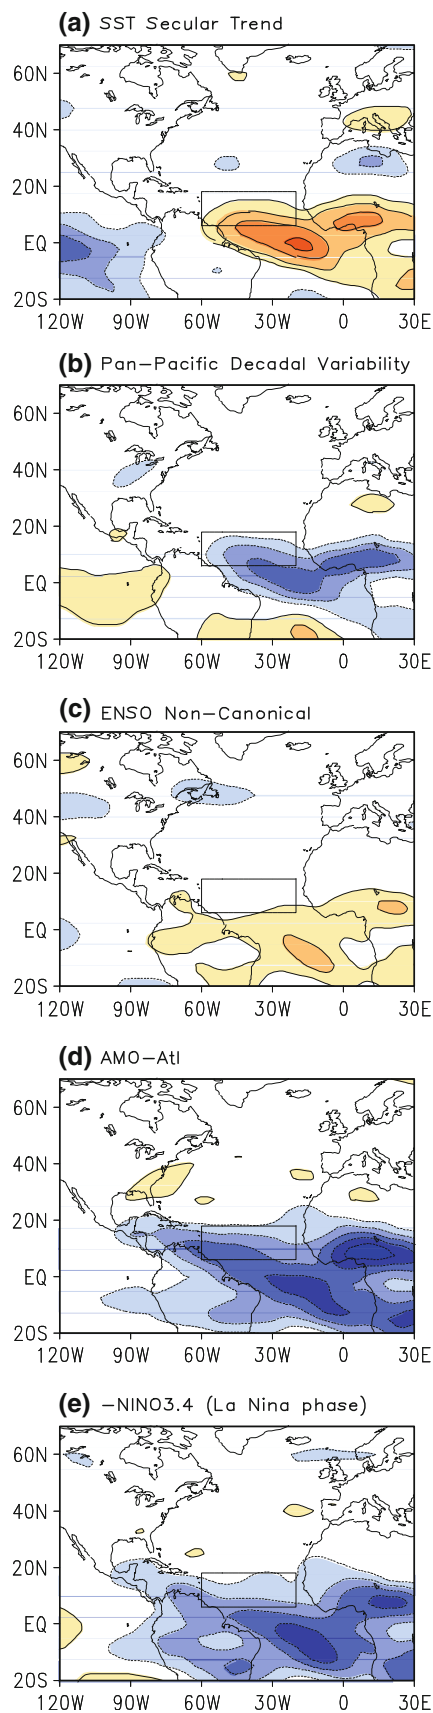 (a) SST Secular Trend
60N
40N
20N
EQ
20S
120W 90W 60W 30W 0 30E
(b) Pan-Pacific Decadal Variability
60N
40N
20N
EQ
20S
120W 90W 60W 30W 0 30E
(c) ENSO Non-Canonical
60N
40N
20N
EQ
20S
120W 90W 60W 30W 0 30E
(d) AMO-Atl
60N
40N
20N
EQ
20S
120W 90W 60W 30W 0 30E
(e) -NINO3.4 (La Nina phase)
60N
40N
20N
EQ
20S
120W 90W 60W 30W 0 30E